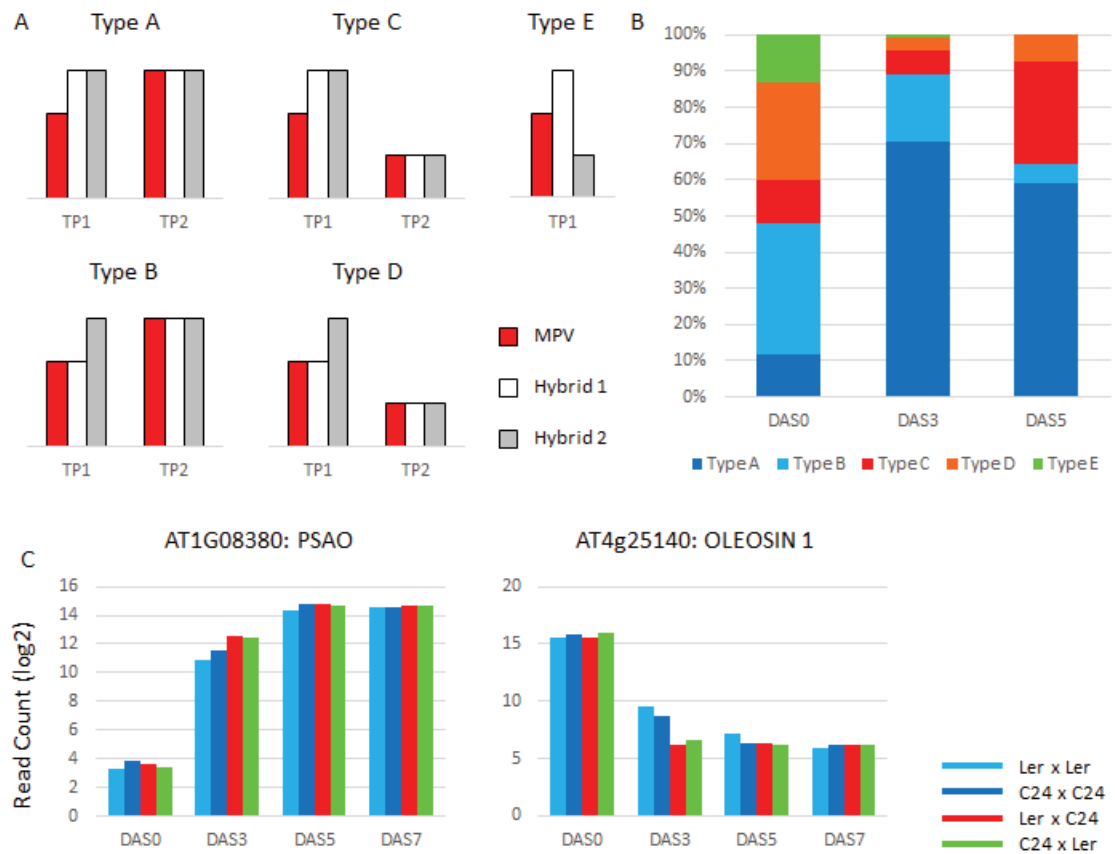 A
Type A
Type C
Type E
TP1
TP2
TP1
TP2
TP1
Type B
Type D
TP1
TP2
TP1
TP2
MPV
Hybrid 1
Hybrid 2
B
100%
90%
80%
70%
60%
50%
40%
30%
20%
10%
0%
DAS0
DAS3
DAS5
Type A
Type B
Type C
Type D
Type E
C
AT1G08380: PSAO
Read Count (log2)
16
14
12
10
8
6
4
2
0
DAS0
DAS3
DAS5
DAS7
AT4g25140: OLEOSIN 1
20
15
10
5
0
DAS0
DAS3
DAS5
DAS7
Ler x Ler
C24 x C24
Ler x C24
C24 x Ler